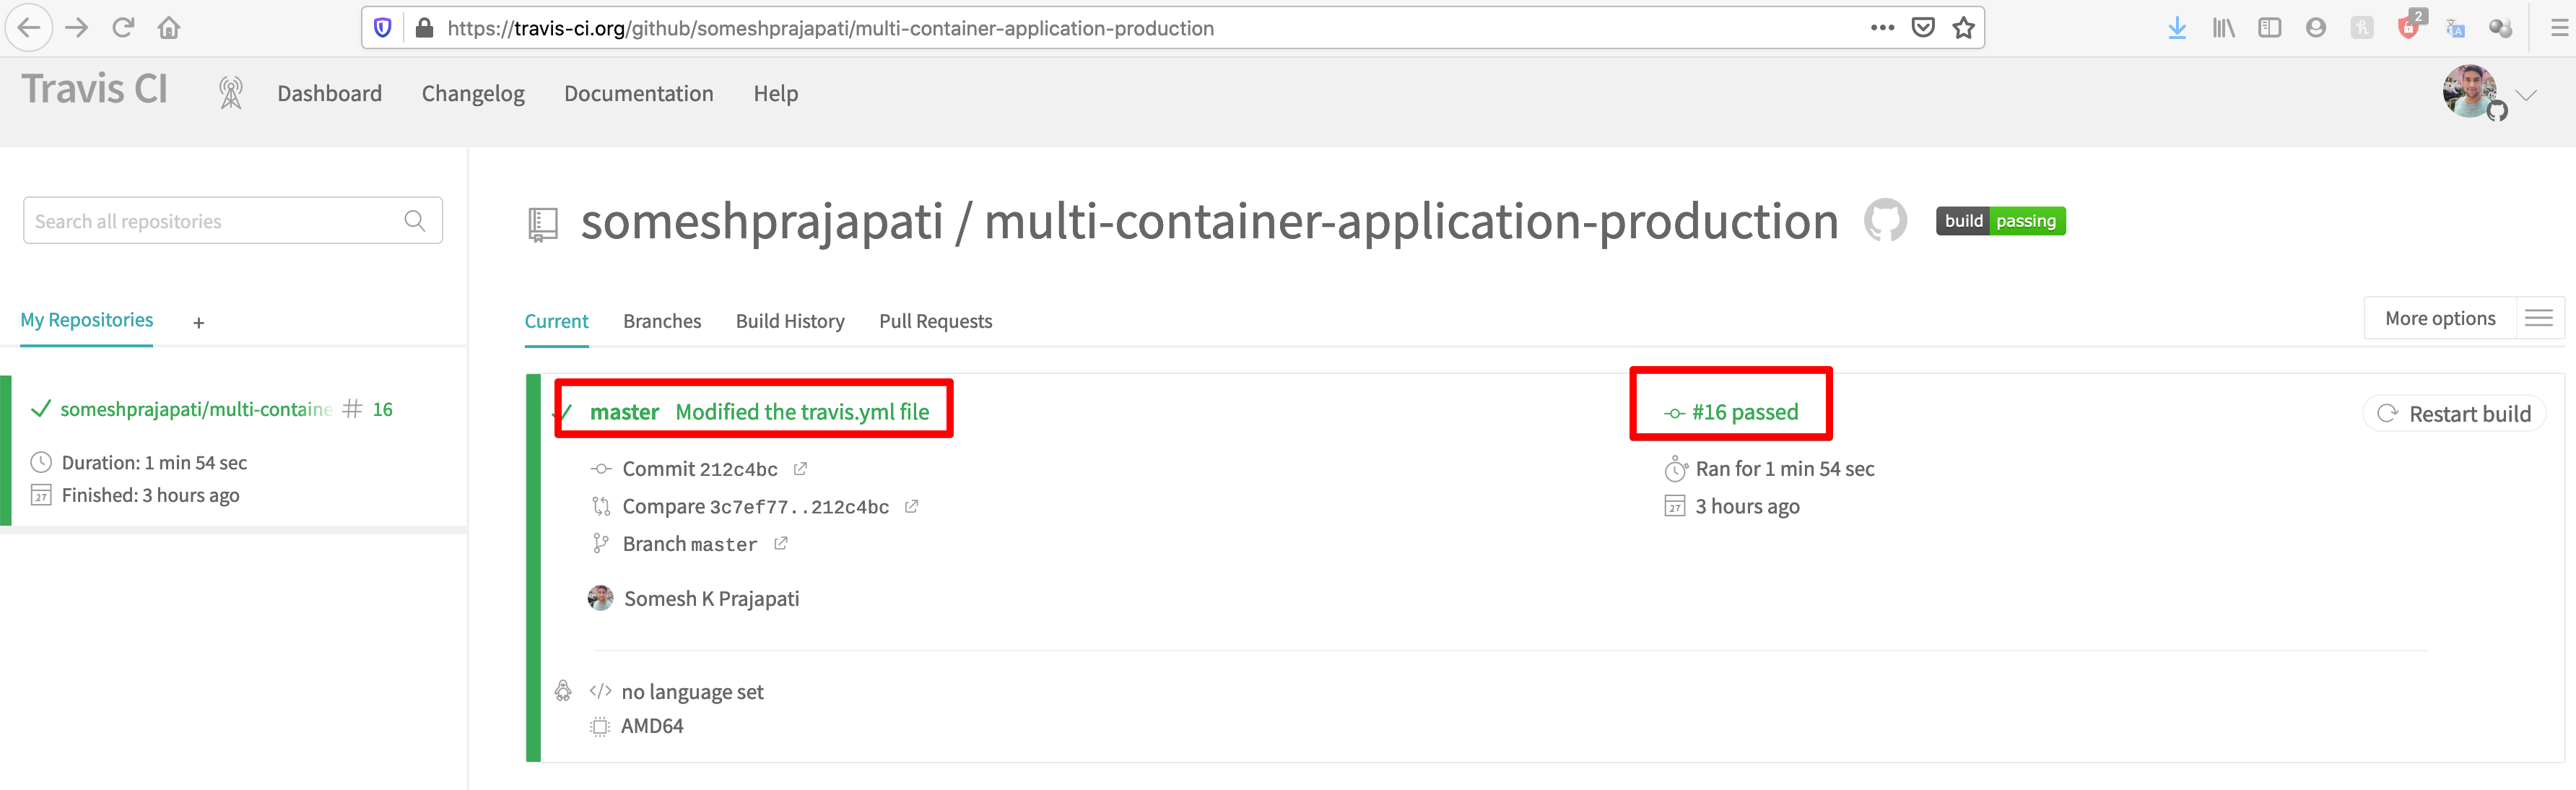 https://travis-ci.org/github/someshprajapati/multi-container-application-production
2
Travis CI
Dashboard
Changelog
Documentation
Help
Search all repositories
someshprajapati / multi-container-application-production
build passing
My Repositories
+
Current
Branches
Build History
Pull Requests
More options
someshprajapati/multi-containe # 16
Duration: 1 min 54 sec
27 Finished: 3 hours ago
master Modified the travis.yml file
#16 passed
Restart build
Commit 212c4bc
Ran for 1 min 54 sec
Compare 3c7ef77..212c4bc
27 3 hours ago
Branch master
Somesh K Prajapati
</> no language set
AMD64